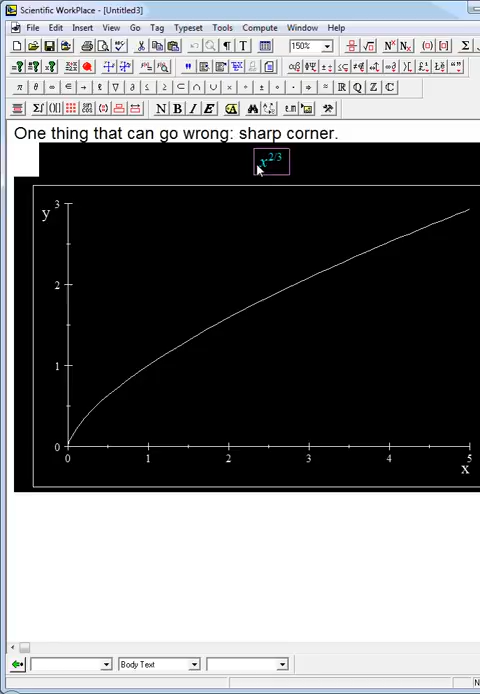 Scientific WorkPlace - [Untitled3]
File Edit Insert View Go Tag Typeset Tools Compute Window Help
150%
N B I E
One thing that can go wrong: sharp corner.
x^2/3
y
3
2
1
0
0 1 2 3 4 5
x
Body Text